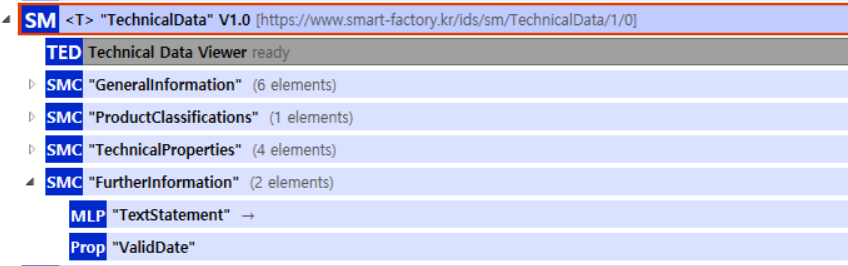 SM <T> "TechnicalData" V1.0 [https://www.smart-factory.kr/ids/sm/TechnicalData/1/0]
TED Technical Data Viewer ready
SMC "GeneralInformation" (6 elements)
SMC "ProductClassifications" (1 elements)
SMC "TechnicalProperties" (4 elements)
SMC "FurtherInformation" (2 elements)
MLP "TextStatement" →
Prop "ValidDate"